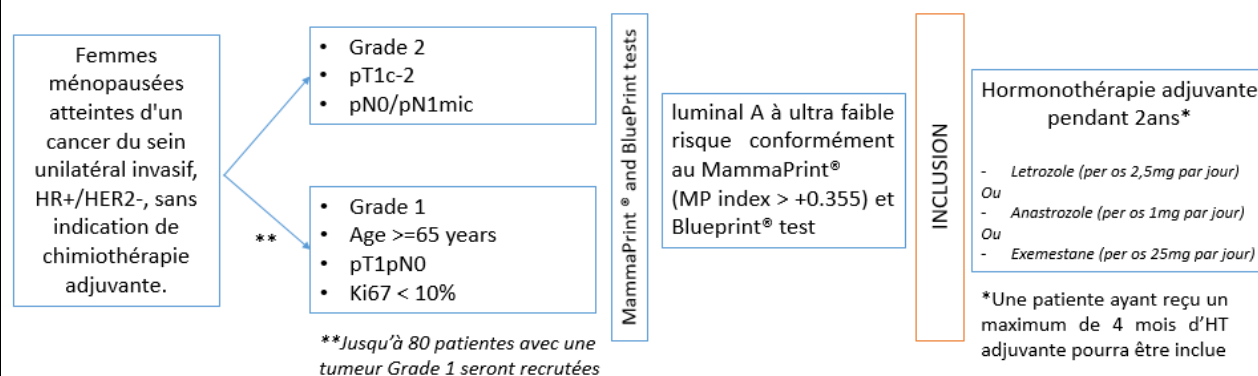 Femmes
ménopausées
atteintes d'un
cancer du sein
unilatéral invasif,
HR+/HER2-, sans
indication de
chimiothérapie
adjuvante.
**
• Grade 2
• pT1c-2
• pN0/pN1mic
• Grade 1
• Age >=65 years
• pT1pN0
• Ki67 < 10%
**Jusqu'à 80 patientes avec une
tumeur Grade 1 seront recrutées
MammaPrint ® and BluePrint tests
luminal A à ultra faible
risque conformément
au MammaPrint®
(MP index > +0.355) et
Blueprint® test
INCLUSION
Hormonothérapie adjuvante
pendant 2ans*
- Letrozole (per os 2,5mg par jour)
Ou
- Anastrozole (per os 1mg par jour)
Ou
- Exemestane (per os 25mg par jour)
*Une patiente ayant reçu un
maximum de 4 mois d'HT
adjuvante pourra être inclue